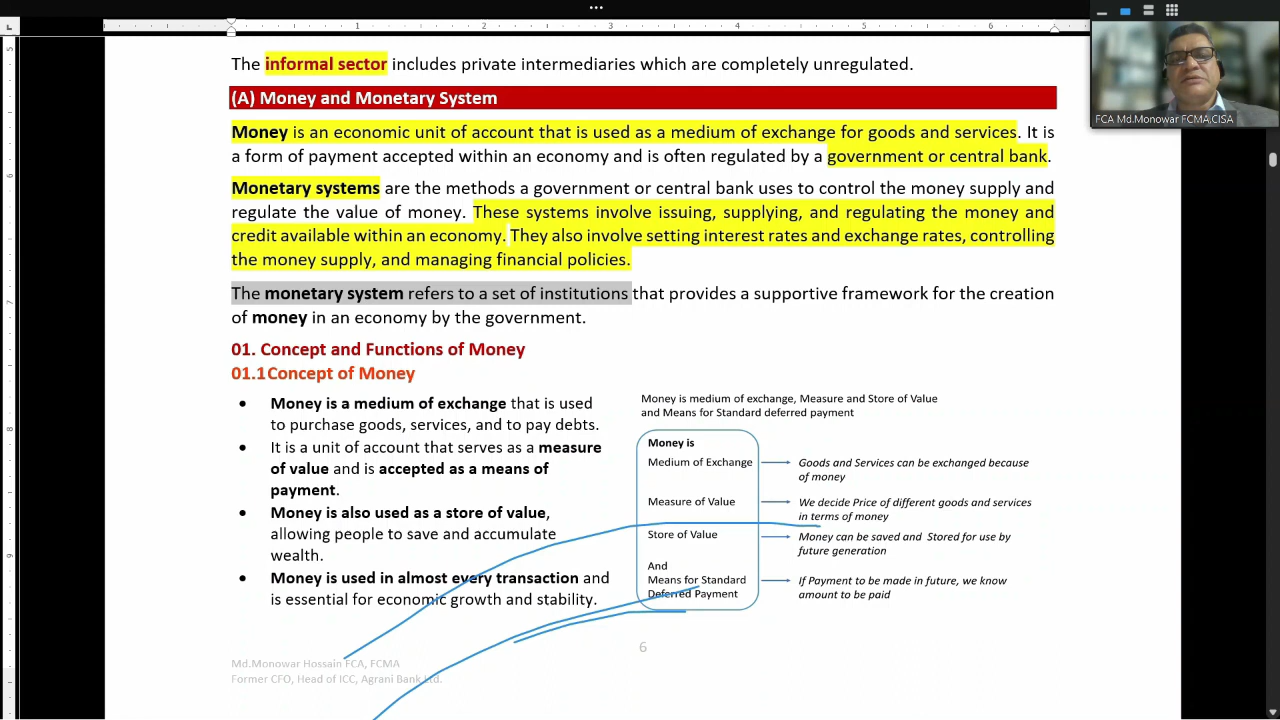 The informal sector includes private intermediaries which are completely unregulated.
(A) Money and Monetary System
Money is an economic unit of account that is used as a medium of exchange for goods and services. It is
a form of payment accepted within an economy and is often regulated by a government or central bank.
Monetary systems are the methods a government or central bank uses to control the money supply and
regulate the value of money. These systems involve issuing, supplying, and regulating the money and
credit available within an economy. They also involve setting interest rates and exchange rates, controlling
the money supply, and managing financial policies.
The monetary system refers to a set of institutions that provides a supportive framework for the creation
of money in an economy by the government.
01. Concept and Functions of Money
01.1Concept of Money
• Money is a medium of exchange that is used
to purchase goods, services, and to pay debts.
• It is a unit of account that serves as a measure
of value and is accepted as a means of
payment.
• Money is also used as a store of value,
allowing people to save and accumulate
wealth.
• Money is used in almost every transaction and
is essential for economic growth and stability.
Money is medium of exchange, Measure and Store of Value
and Means for Standard deferred payment
Money is
Medium of Exchange
Goods and Services can be exchanged because
of money
Measure of Value
We decide Price of different goods and services
in terms of money
Store of Value
Money can be saved and Stored for use by
future generation
And
Means for Standard
Deferred Payment
If Payment to be made in future, we know
amount to be paid
6
Md.Monowar Hossain FCA, FCMA
Former CFO, Head of ICC, Agrani Bank Ltd.
FCA Md.Monowar FCMA,CISA
1
2
3
4
5
6
5
6
7
8
9